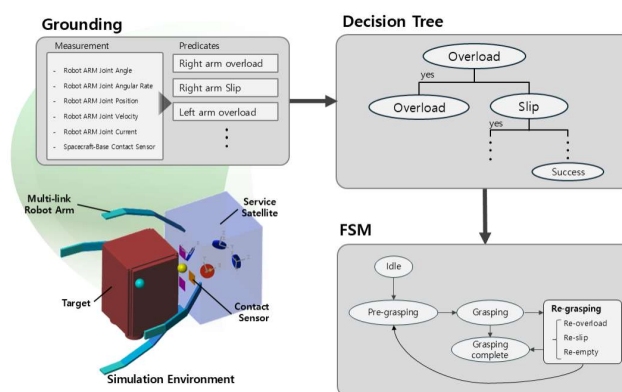 Grounding
Measurement
- Robot ARM Joint Angle
- Robot ARM Joint Angular Rate
- Robot ARM Joint Position
- Robot ARM Joint Velocity
- Robot ARM Joint Current
- Spacecraft-Base Contact Sensor
Predicates
Right arm overload
Right arm Slip
Left arm overload
Decision Tree
Overload
yes
Overload
Slip
yes
Success
Multi-link
Robot Arm
Service
Satellite
Target
Contact
Sensor
Simulation Environment
FSM
Idle
Pre-grasping
Grasping
Grasping
complete
Re-grasping
Re-overload
Re-slip
Re-empty